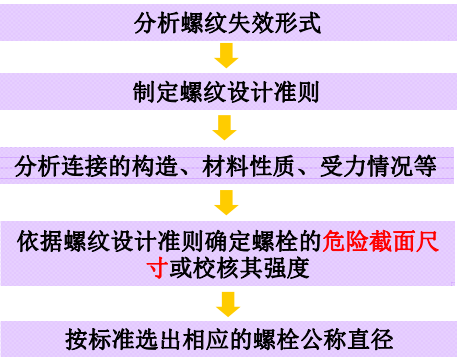 分析螺纹失效形式
制定螺纹设计准则
分析连接的构造、材料性质、受力情况等
依据螺纹设计准则确定螺栓的危险截面尺
寸或校核其强度
按标准选出相应的螺栓公称直径